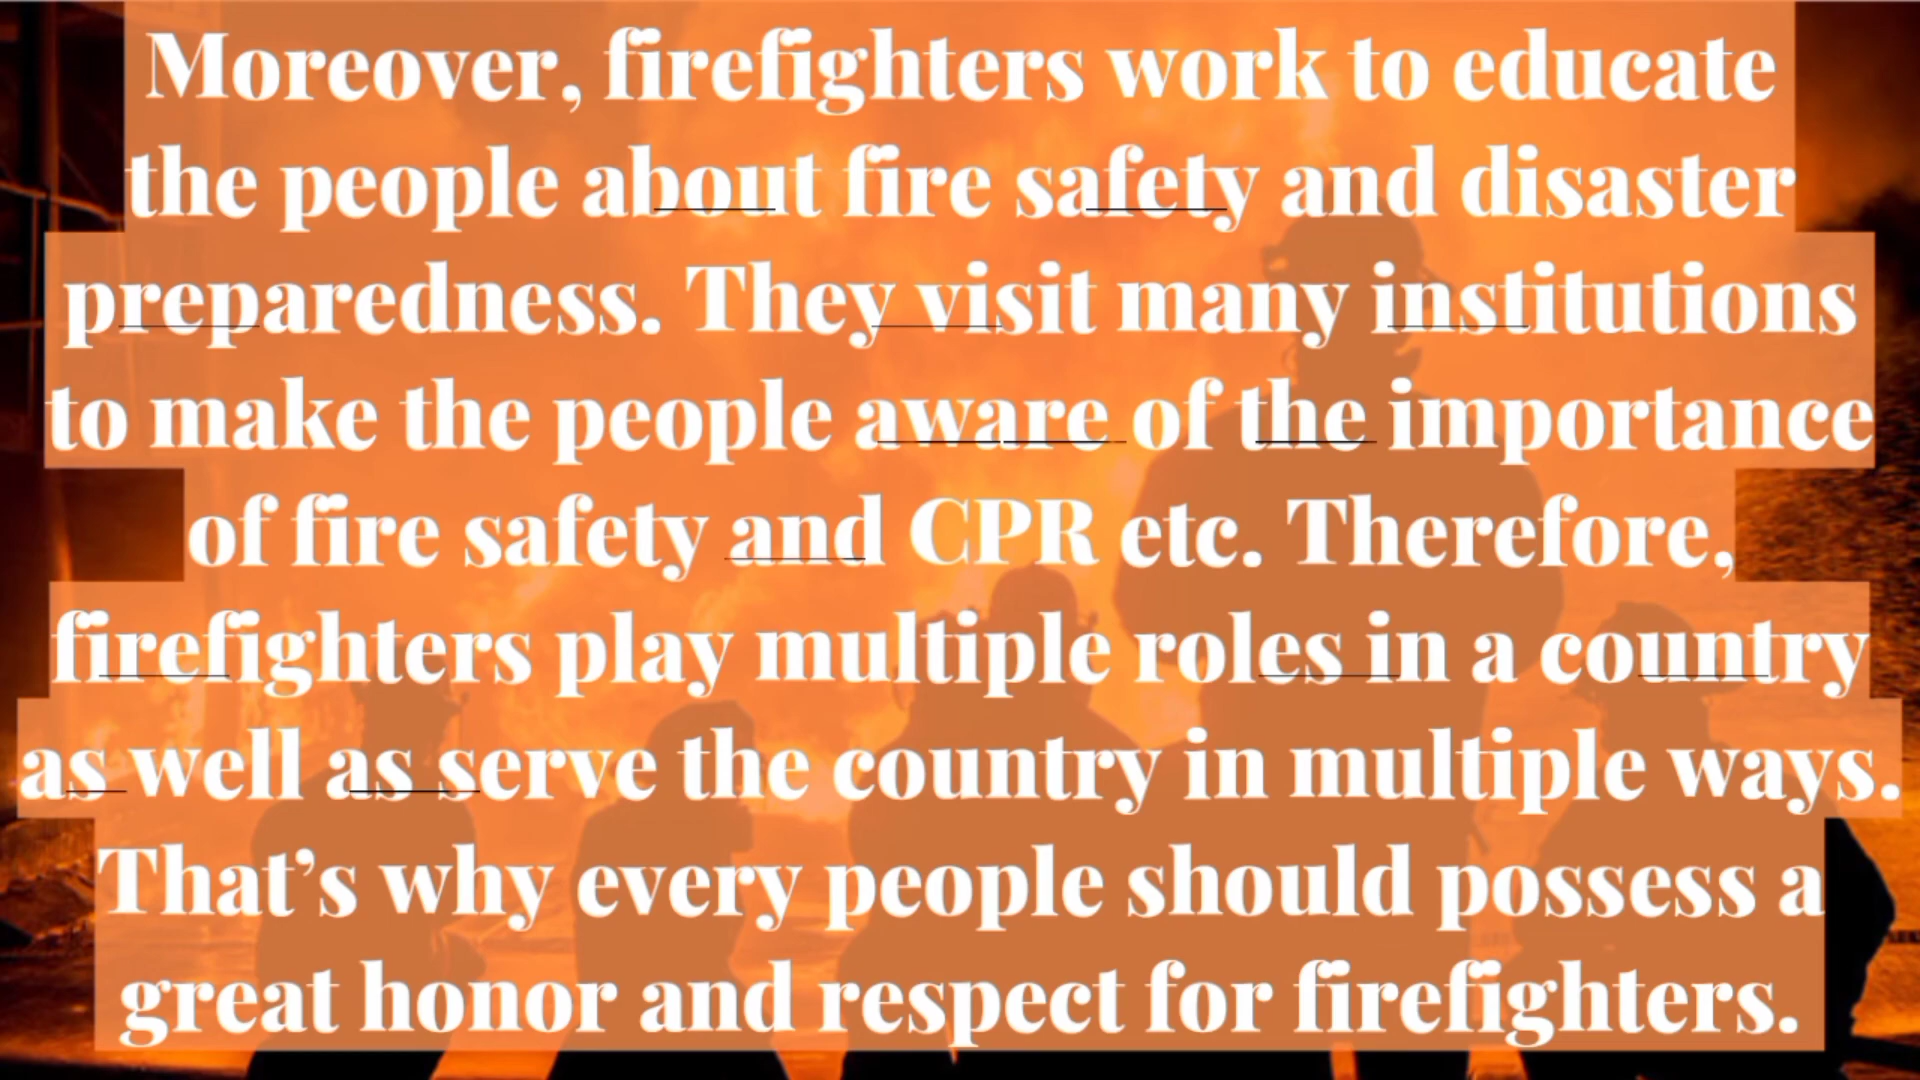 Moreover, firefighters work to educate
the people about fire safety and disaster
preparedness. They visit many institutions
to make the people aware of the importance
of fire safety and CPR etc. Therefore,
firefighters play multiple roles in a country
as well as serve the country in multiple ways.
That’s why every people should possess a
great honor and respect for firefighters.